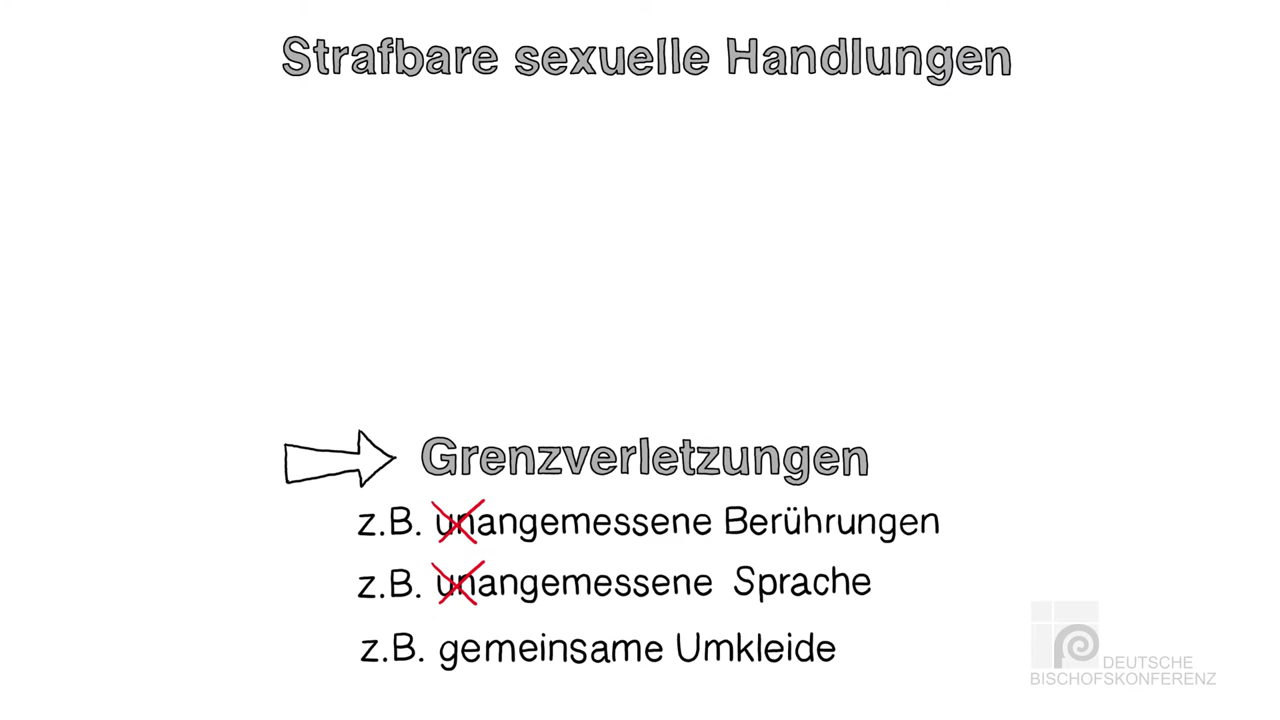 Strafbare sexuelle Handlungen
Grenzverletzungen
z.B. unangemessene Berührungen
z.B. unangemessene Sprache
z.B. gemeinsame Umkleide
DEUTSCHE
BISCHOFSKONFERENZ